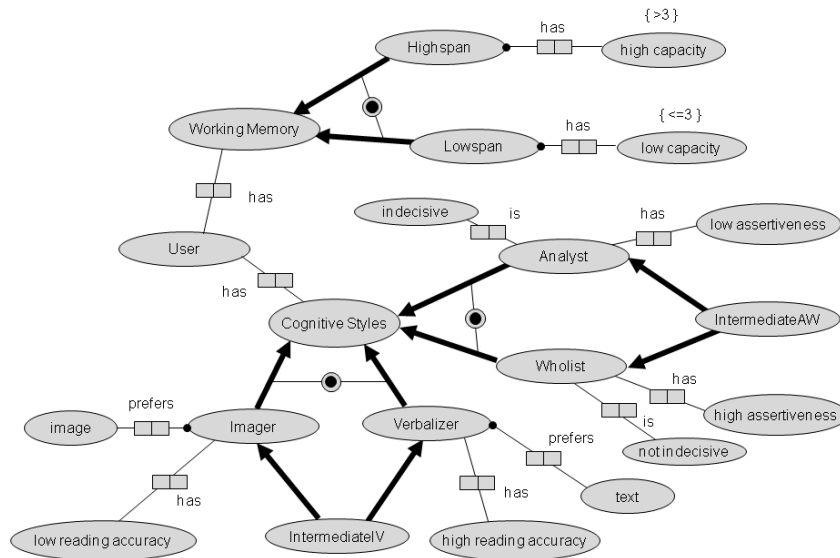 { >3 }
has
Highspan
high capacity
{ <=3 }
Working Memory
has
Lowspan
low capacity
has
indecisive
is
has
low assertiveness
User
Analyst
has
Cognitive Styles
IntermediateAW
Wholist
has
prefers
is
high assertiveness
image
Imager
Verbalizer
prefers
not indecisive
has
has
text
low reading accuracy
IntermediateIV
high reading accuracy